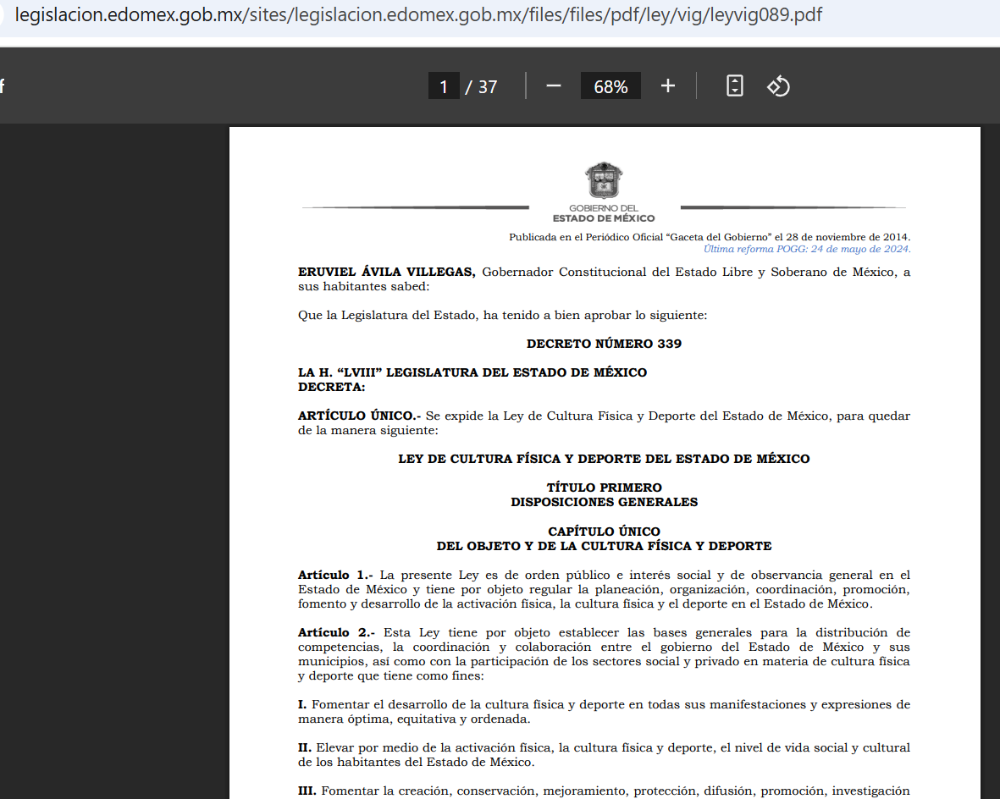 legislacion.edomex.gob.mx/sites/legislacion.edomex.gob.mx/files/files/pdf/ley/vig/leyvig089.pdf
f
1 / 37
68%
GOBIERNO DEL
ESTADO DE MÉXICO
Publicada en el Periódico Oficial “Gaceta del Gobierno” el 28 de noviembre de 2014.
Última reforma POGG: 24 de mayo de 2024.
ERUVIEL ÁVILA VILLEGAS, Gobernador Constitucional del Estado Libre y Soberano de México, a
sus habitantes sabed:
Que la Legislatura del Estado, ha tenido a bien aprobar lo siguiente:
DECRETO NÚMERO 339
LA H. “LVIII” LEGISLATURA DEL ESTADO DE MÉXICO
DECRETA:
ARTÍCULO ÚNICO.- Se expide la Ley de Cultura Física y Deporte del Estado de México, para quedar
de la manera siguiente:
LEY DE CULTURA FÍSICA Y DEPORTE DEL ESTADO DE MÉXICO
TÍTULO PRIMERO
DISPOSICIONES GENERALES
CAPÍTULO ÚNICO
DEL OBJETO Y DE LA CULTURA FÍSICA Y DEPORTE
Artículo 1.- La presente Ley es de orden público e interés social y de observancia general en el
Estado de México y tiene por objeto regular la planeación, organización, coordinación, promoción,
fomento y desarrollo de la activación física, la cultura física y el deporte en el Estado de México.
Artículo 2.- Esta Ley tiene por objeto establecer las bases generales para la distribución de
competencias, la coordinación y colaboración entre el gobierno del Estado de México y sus
municipios, así como con la participación de los sectores social y privado en materia de cultura física
y deporte que tiene como fines:
I. Fomentar el desarrollo de la cultura física y deporte en todas sus manifestaciones y expresiones de
manera óptima, equitativa y ordenada.
II. Elevar por medio de la activación física, la cultura física y deporte, el nivel de vida social y cultural
de los habitantes del Estado de México.
III. Fomentar la creación, conservación, mejoramiento, protección, difusión, promoción, investigación